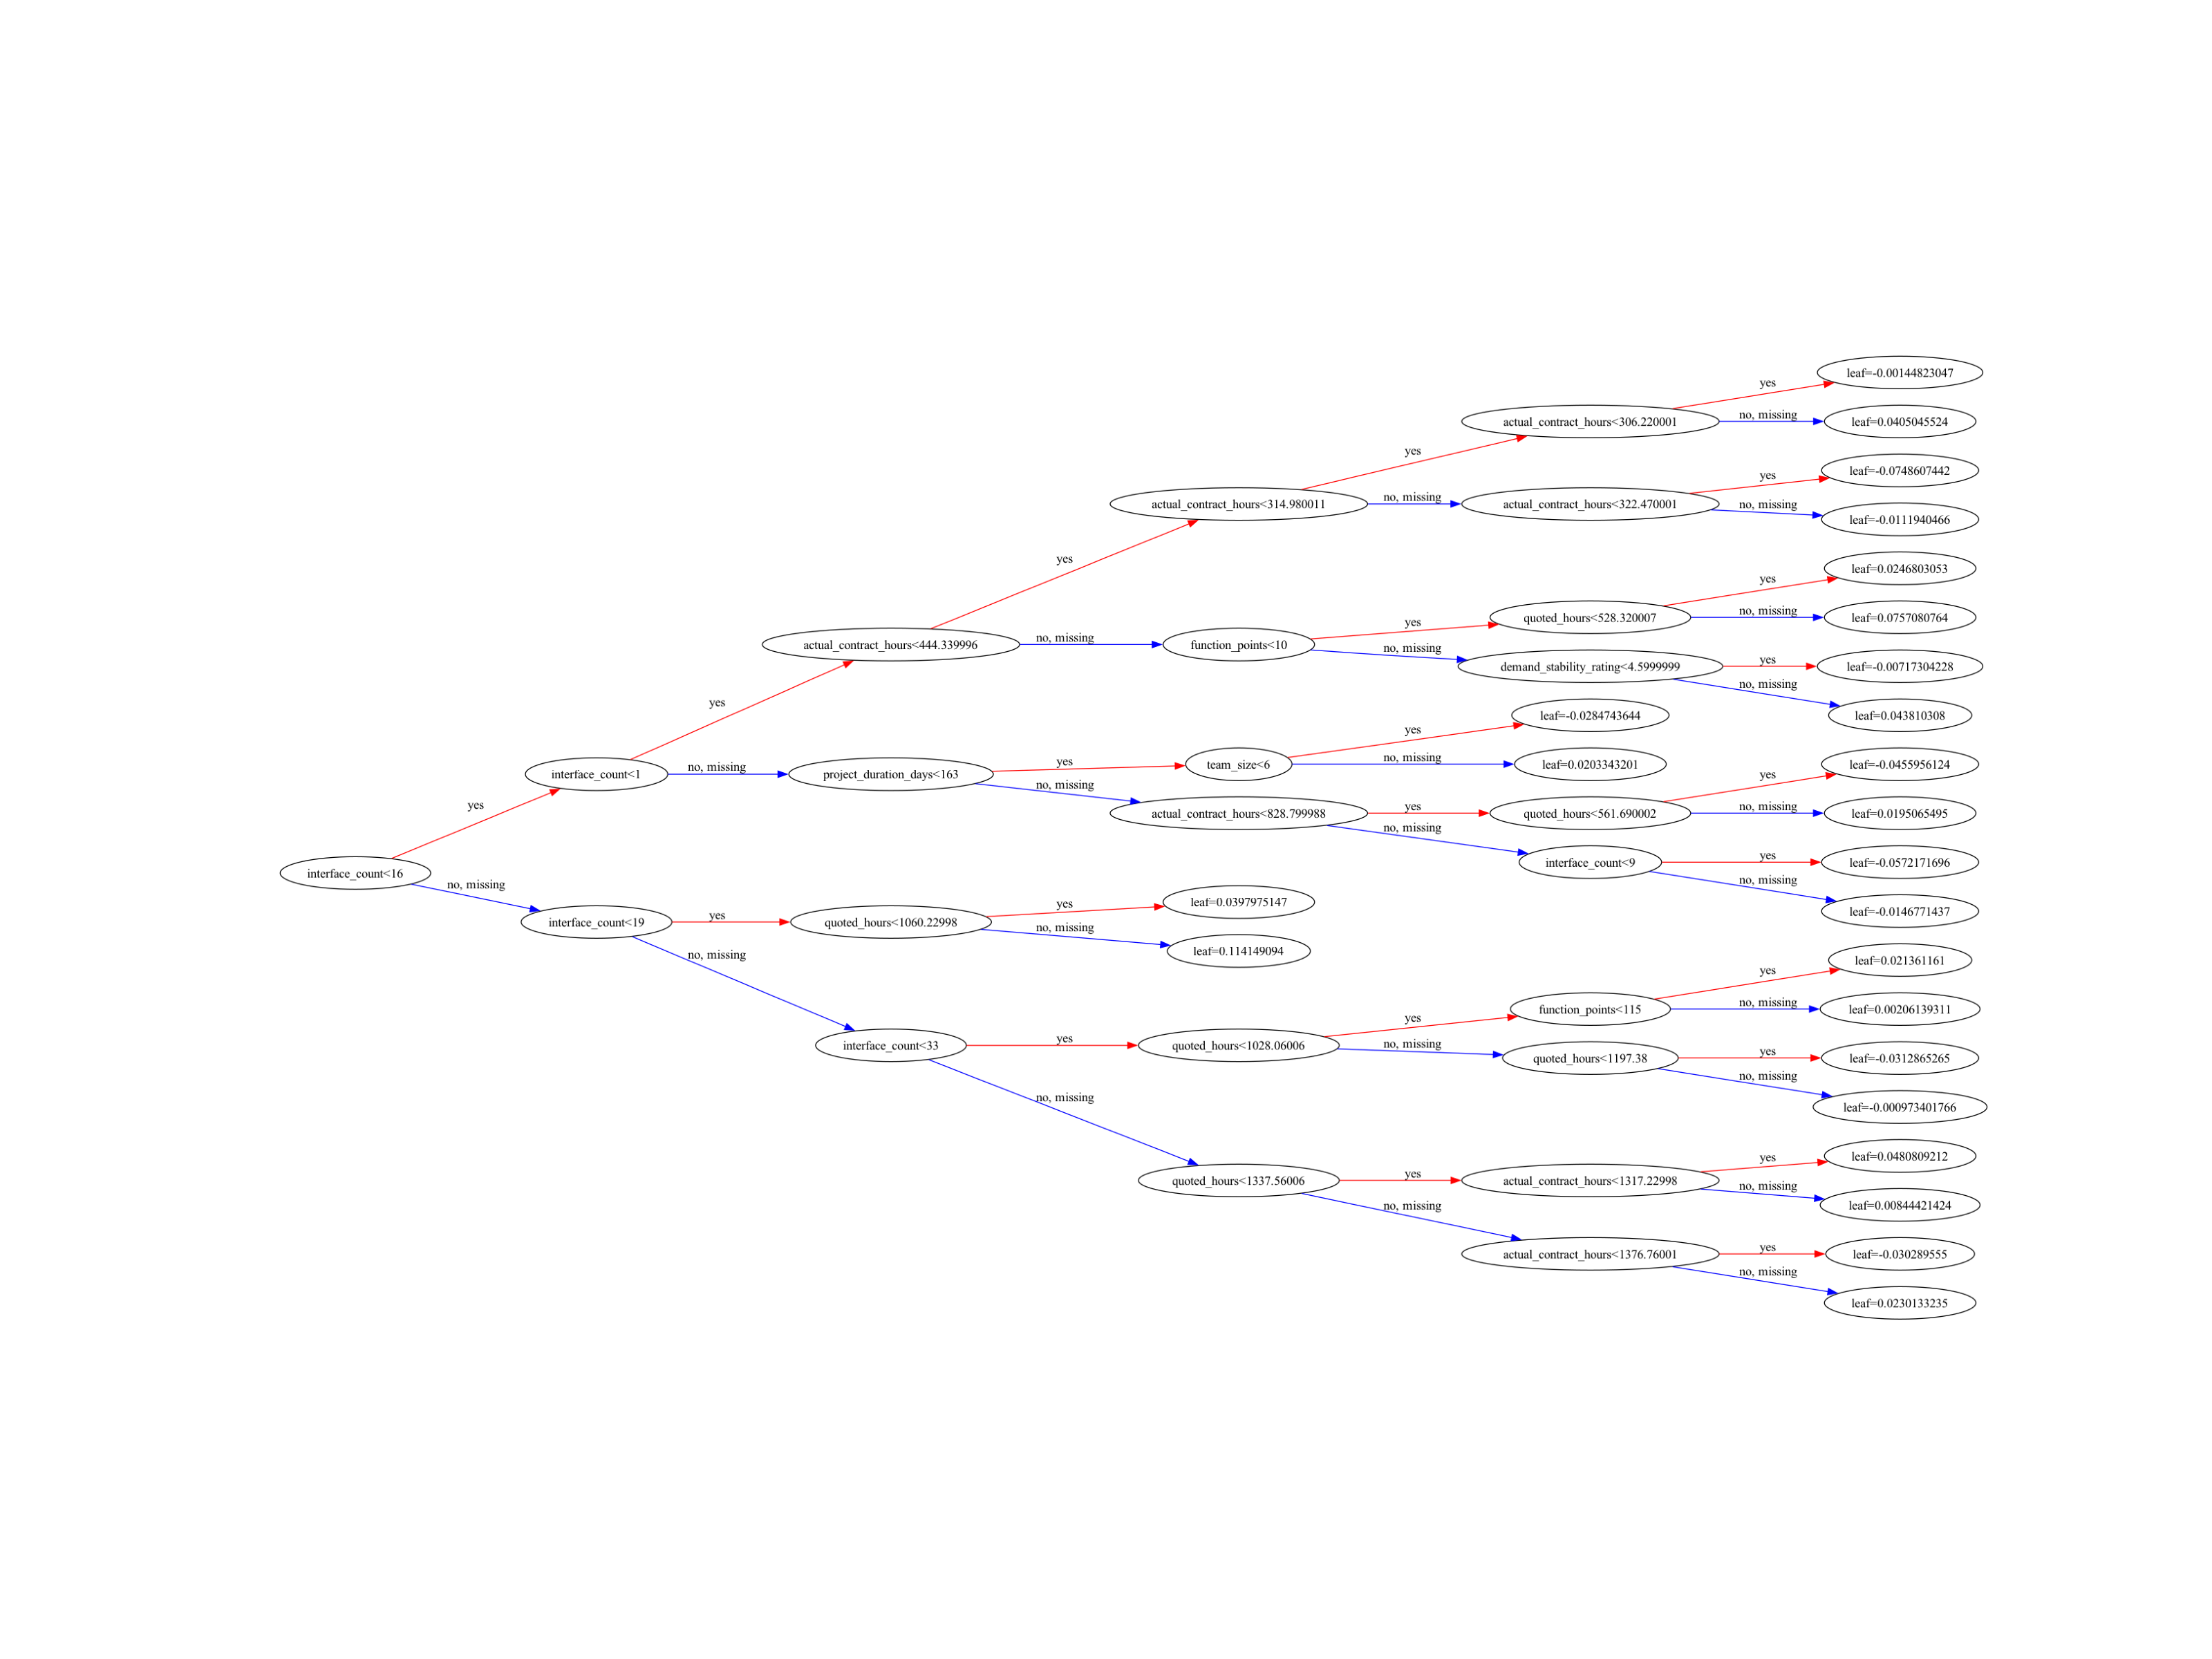 leaf=-0.00144823047
yes
actual_contract_hours<306.220001
no, missing
leaf=0.0405045524
yes
leaf=-0.0748607442
yes
actual_contract_hours<314.980011
no, missing
actual_contract_hours<322.470001
no, missing
leaf=-0.0111940466
yes
leaf=0.0246803053
yes
quoted_hours<528.320007
no, missing
leaf=0.0757080764
yes
actual_contract_hours<444.339996
no, missing
function_points<10
no, missing
demand_stability_rating<4.5999999
yes
leaf=-0.00717304228
no, missing
leaf=0.043810308
yes
leaf=-0.0284743644
yes
interface_count<1
no, missing
project_duration_days<163
yes
team_size<6
no, missing
leaf=0.0203343201
yes
leaf=-0.0455956124
no, missing
actual_contract_hours<828.799988
yes
quoted_hours<561.690002
no, missing
leaf=0.0195065495
yes
no, missing
interface_count<9
yes
leaf=-0.0572171696
interface_count<16
no, missing
no, missing
leaf=-0.0146771437
yes
leaf=0.0397975147
interface_count<19
yes
quoted_hours<1060.22998
no, missing
leaf=0.114149094
no, missing
yes
leaf=0.021361161
yes
function_points<115
no, missing
leaf=0.00206139311
interface_count<33
yes
quoted_hours<1028.06006
no, missing
quoted_hours<1197.38
yes
leaf=-0.0312865265
no, missing
leaf=-0.000973401766
no, missing
yes
leaf=0.0480809212
quoted_hours<1337.56006
yes
actual_contract_hours<1317.22998
no, missing
leaf=0.00844421424
no, missing
actual_contract_hours<1376.76001
yes
leaf=-0.030289555
no, missing
leaf=0.0230133235